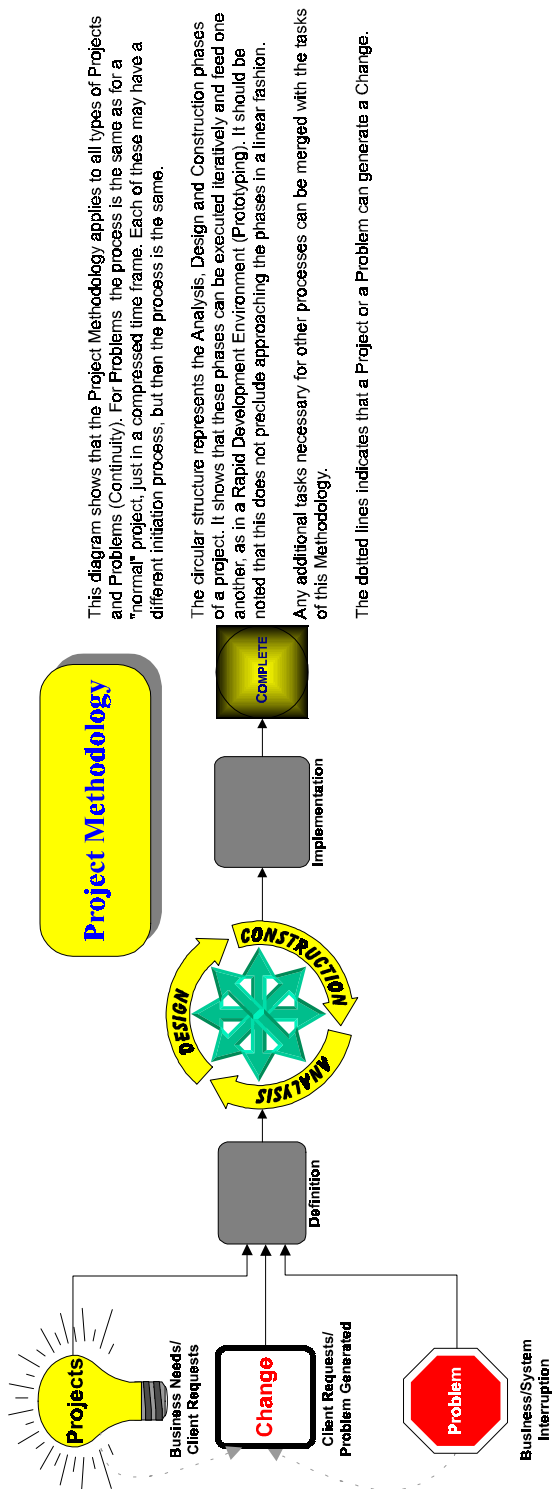 Project Methodology
Projects
Business Needs/
Client Requests
Change
Client Requests/
Problem Generated
Problem
Business/System
Interruption
Definition
ANALYSIS
DESIGN
CONSTRUCTION
Implementation
COMPLETE
This diagram shows that the Project Methodology applies to all types of Projects
and Problems (Continuity). For Problems the process is the same as for a
"normal" project, just in a compressed time frame. Each of these may have a
different initiation process, but then the process is the same.
The circular structure represents the Analysis, Design and Construction phases
of a project. It shows that these phases can be executed iteratively and feed one
another, as in a Rapid Development Environment (Prototyping). It should be
noted that this does not preclude approaching the phases in a linear fashion.
Any additional tasks necessary for other processes can be merged with the tasks
of this Methodology.
The dotted lines indicates that a Project or a Problem can generate a Change.